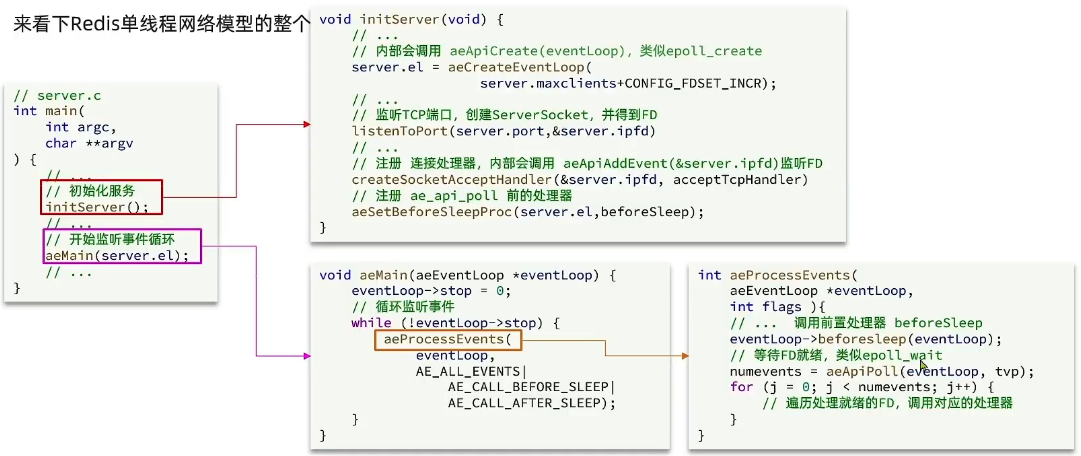 来看下Redis单线程网络模型的整个
// server.c
int main(
int argc,
char **argv
) {
// ...
// 初始化服务
initServer();
// ...
// 开始监听事件循环
aeMain(server.el);
// ...
}
void initServer(void) {
// ...
// 内部会调用 aeApiCreate(eventLoop)，类似epoll_create
server.el = aeCreateEventLoop(
server.maxclients+CONFIG_FDSET_INCR);
// ...
// 监听TCP端口，创建ServerSocket，并得到FD
listenToPort(server.port,&server.ipfd)
// ...
// 注册 连接处理器，内部会调用 aeApiAddEvent(&server.ipfd)监听FD
createSocketAcceptHandler(&server.ipfd, acceptTcpHandler)
// 注册 ae_api_poll 前的处理器
aeSetBeforeSleepProc(server.el,beforeSleep);
}
void aeMain(aeEventLoop *eventLoop) {
eventLoop->stop = 0;
// 循环监听事件
while (!eventLoop->stop) {
aeProcessEvents(
eventLoop,
AE_ALL_EVENTS|
AE_CALL_BEFORE_SLEEP|
AE_CALL_AFTER_SLEEP);
}
}
int aeProcessEvents(
aeEventLoop *eventLoop,
int flags ){
// ... 调用前置处理器 beforeSleep
eventLoop->beforesleep(eventLoop);
// 等待FD就绪，类似epoll_wait
numevents = aeApiPoll(eventLoop, tvp);
for (j = 0; j < numevents; j++) {
// 遍历处理就绪的FD，调用对应的处理器
}
}